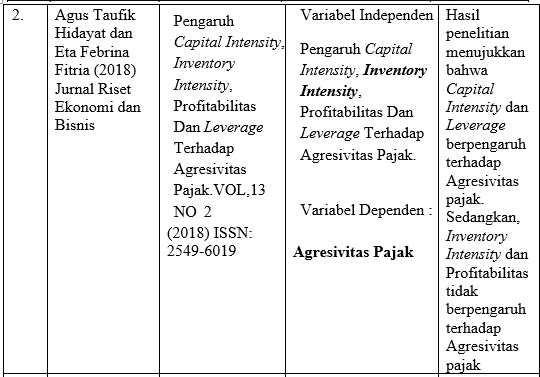 2.
Agus Taufik
Hidayat dan
Eta Febrina
Fitria (2018)
Jurnal Riset
Ekonomi dan
Bisnis
Pengaruh
Capital Intensity,
Inventory
Intensity,
Profitabilitas
Dan Leverage
Terhadap
Agresivitas
Pajak.VOL,13
NO 2
(2018) ISSN:
2549-6019
Variabel Independen
Pengaruh Capital
Intensity, Inventory
Intensity,
Profitabilitas Dan
Leverage Terhadap
Agresivitas Pajak.
Variabel Dependen :
Agresivitas Pajak
Hasil
penelitian
menujukkan
bahwa
Capital
Intensity dan
Leverage
berpengaruh
terhadap
Agresivitas
pajak.
Sedangkan,
Inventory
Intensity dan
Profitabilitas
tidak
berpengaruh
terhadap
Agresivitas
pajak